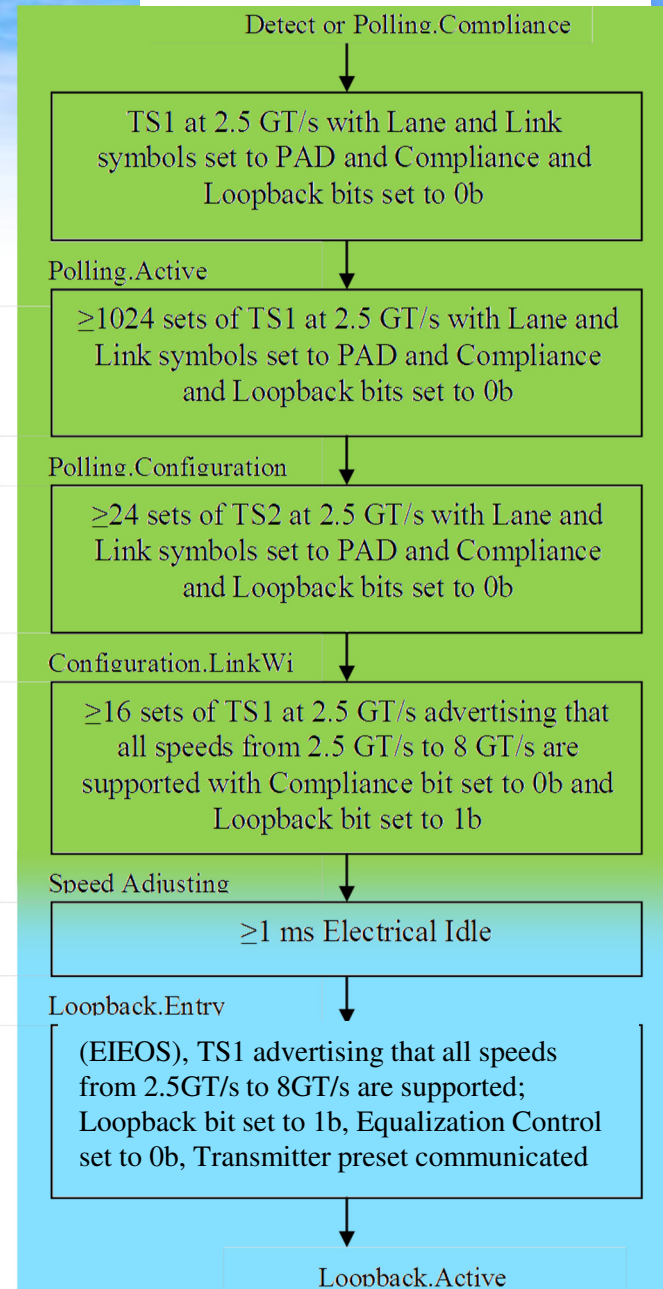 Detect or Polling.Compliance
TS1 at 2.5 GT/s with Lane and Link
symbols set to PAD and Compliance and
Loopback bits set to 0b
Polling.Active
≥1024 sets of TS1 at 2.5 GT/s with Lane and
Link symbols set to PAD and Compliance
and Loopback bits set to 0b
Polling.Configuration
≥24 sets of TS2 at 2.5 GT/s with Lane and
Link symbols set to PAD and Compliance
and Loopback bits set to 0b
Configuration.LinkWi
≥16 sets of TS1 at 2.5 GT/s advertising that
all speeds from 2.5 GT/s to 8 GT/s are
supported with Compliance bit set to 0b and
Loopback bit set to 1b
Speed Adjusting
≥1 ms Electrical Idle
Loopback.Entry
(EIEOS), TS1 advertising that all speeds
from 2.5GT/s to 8GT/s are supported;
Loopback bit set to 1b, Equalization Control
set to 0b, Transmitter preset communicated
Loopback.Active